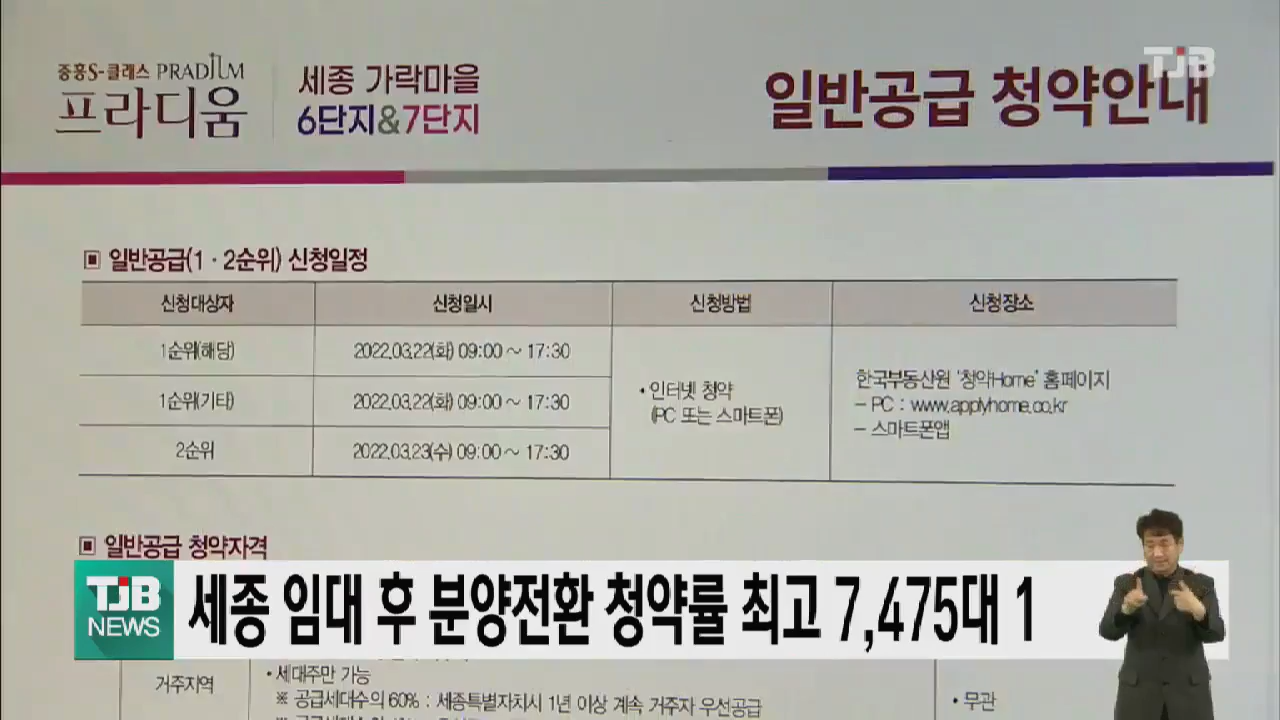 중흥S-클래스 PRADIUM
프라디움
세종 가락마을
6단지&7단지
일반공급 청약안내
TJB
▣ 일반공급(1·2순위) 신청일정
신청대상자 신청일시 신청방법 신청장소
1순위(해당) 2022.03.22(화) 09:00 ~ 17:30
1순위(기타) 2022.03.22(화) 09:00 ~ 17:30
2순위 2022.03.23(수) 09:00 ~ 17:30
• 인터넷 청약
(PC 또는 스마트폰)
한국부동산원 '청약Home' 홈페이지
- PC : www.applyhome.co.kr
- 스마트폰앱
▣ 일반공급 청약자격
TJB
NEWS
세종 임대 후 분양전환 청약률 최고 7,475대 1
거주지역
• 세대주만 가능
※ 공급세대수의 60% : 세종특별자치시 1년 이상 계속 거주자 우선공급
• 무관